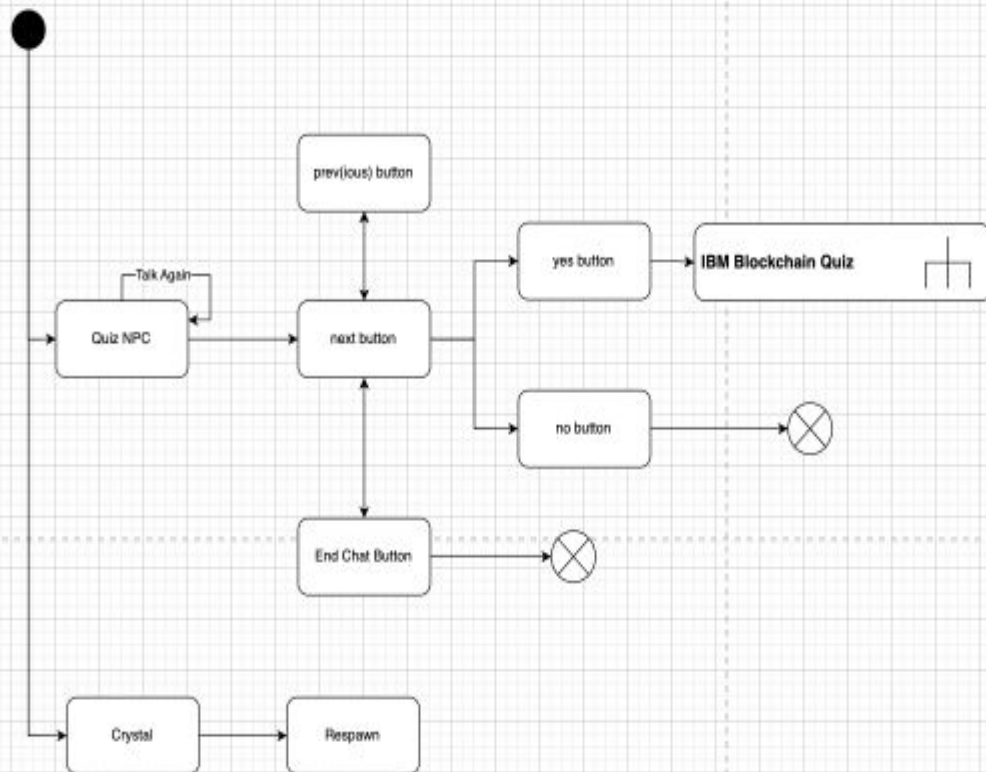 prev(ious) button
yes button
IBM Blockchain Quiz
Talk Again
Quiz NPC
next button
no button
End Chat Button
Crystal
Respawn